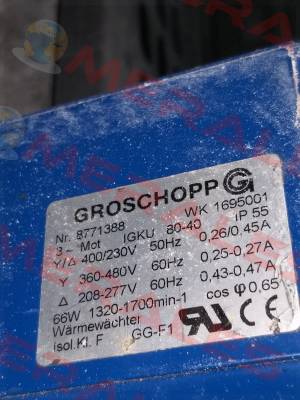 GROSCHOPP
Nr. 8771388 WK 1695001
3~ Mot IGKU 80-40 IP 55
Y/Δ 400/230V 50Hz 0,26/0,45A
Y 360-480V 60Hz 0,25-0,27A
Δ 208-277V 60Hz 0,43-0,47A
66W 1320-1700min-1 cos φ 0,65
Wärmewächter
Isol.Kl. F GG-F1